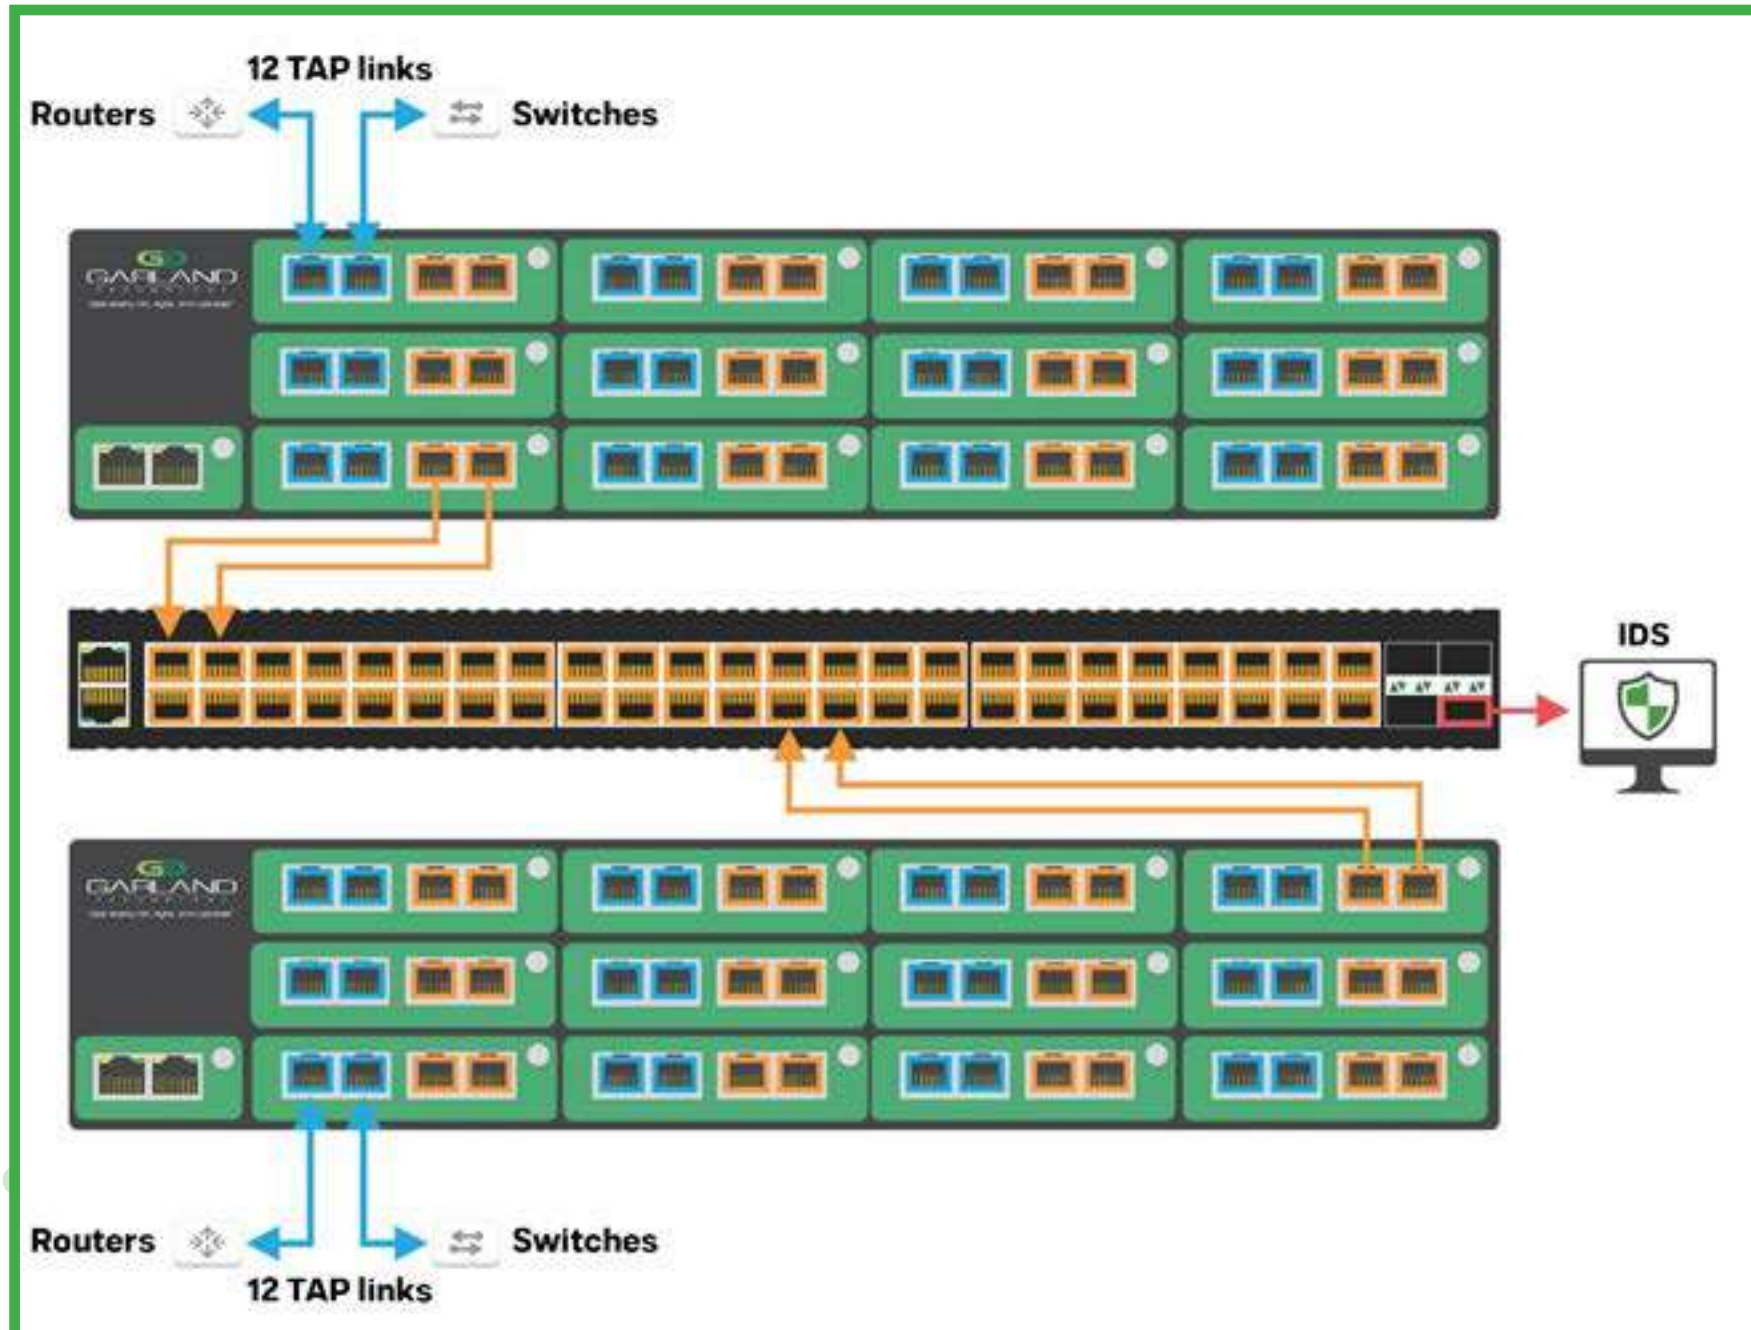 12 TAP links
Routers
Switches
GARLAND
IDS
GARLAND
Routers
Switches
12 TAP links